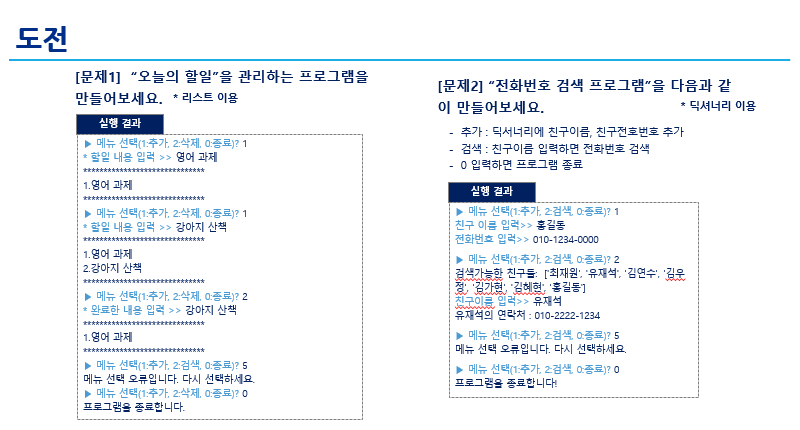 도전
[문제1] “오늘의 할일”을 관리하는 프로그램을
만들어보세요. * 리스트 이용
실행 결과
▶ 메뉴 선택(1:추가, 2:삭제, 0:종료)? 1
* 할일 내용 입력 >> 영어 과제
******************************
1.영어 과제
******************************
▶ 메뉴 선택(1:추가, 2:삭제, 0:종료)? 1
* 할일 내용 입력 >> 강아지 산책
******************************
1.영어 과제
2.강아지 산책
******************************
▶ 메뉴 선택(1:추가, 2:삭제, 0:종료)? 2
* 완료한 내용 입력 >> 강아지 산책
******************************
1.영어 과제
******************************
▶ 메뉴 선택(1:추가, 2:검색, 0:종료)? 5
메뉴 선택 오류입니다. 다시 선택하세요.
▶ 메뉴 선택(1:추가, 2:삭제, 0:종료)? 0
프로그램을 종료합니다.
[문제2] “전화번호 검색 프로그램”을 다음과 같
이 만들어보세요. * 딕셔너리 이용
- 추가 : 딕서너리에 친구이름, 친구전호번호 추가
- 검색 : 친구이름 입력하면 전화번호 검색
- 0 입력하면 프로그램 종료
실행 결과
▶ 메뉴 선택(1:추가, 2:검색, 0:종료)? 1
친구 이름 입력>> 홍길동
전화번호 입력>> 010-1234-0000
▶ 메뉴 선택(1:추가, 2:검색, 0:종료)? 2
검색가능한 친구들: ['최재원', '유재석', '김연수', '김우
정', '김가현', '김혜현', '홍길동']
친구이름 입력>> 유재석
유재석의 연락처 : 010-2222-1234
▶ 메뉴 선택(1:추가, 2:검색, 0:종료)? 5
메뉴 선택 오류입니다. 다시 선택하세요.
▶ 메뉴 선택(1:추가, 2:검색, 0:종료)? 0
프로그램을 종료합니다!